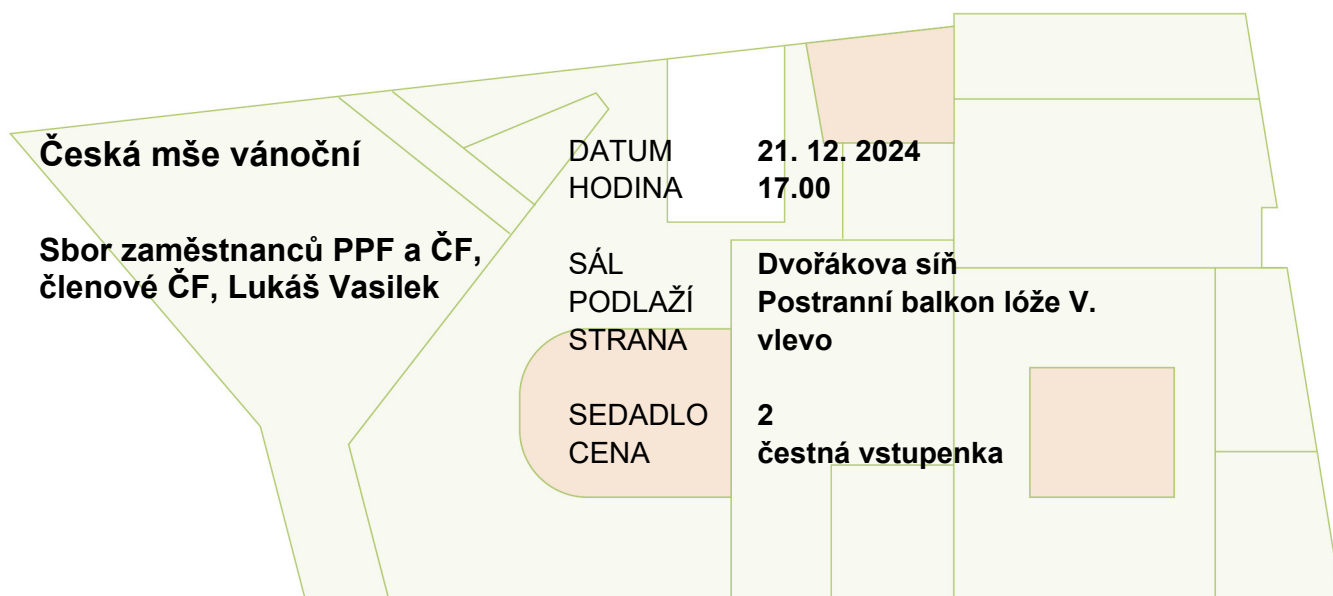 Česká mše vánoční
Sbor zaměstnanců PPF a ČF,
členové ČF, Lukáš Vasilek
DATUM 21. 12. 2024
HODINA 17.00
SÁL Dvořákova síň
PODLAŽÍ Postranní balkon lóže V.
STRANA vlevo
SEDADLO 2
CENA čestná vstupenka